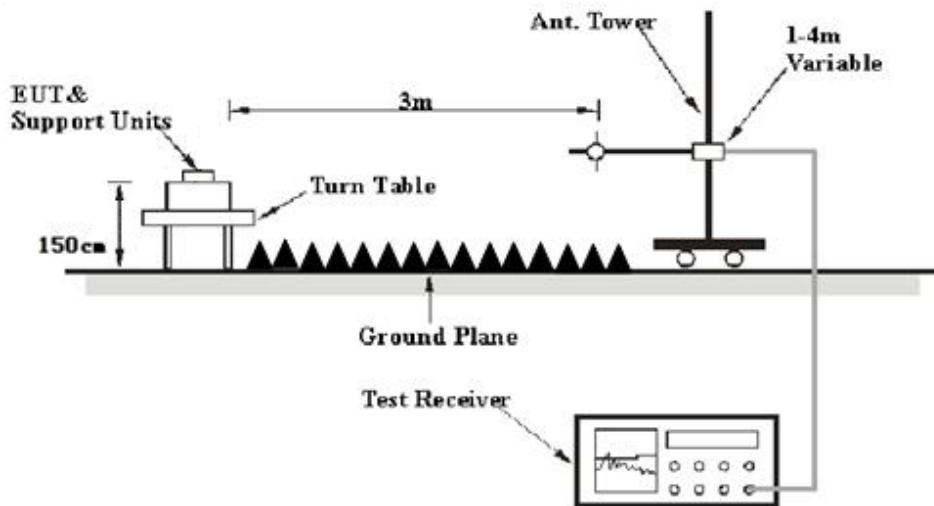 Ant. Tower
1-4m
Variable
EUT&
Support Units
3m
Turn Table
150cm
Ground Plane
Test Receiver